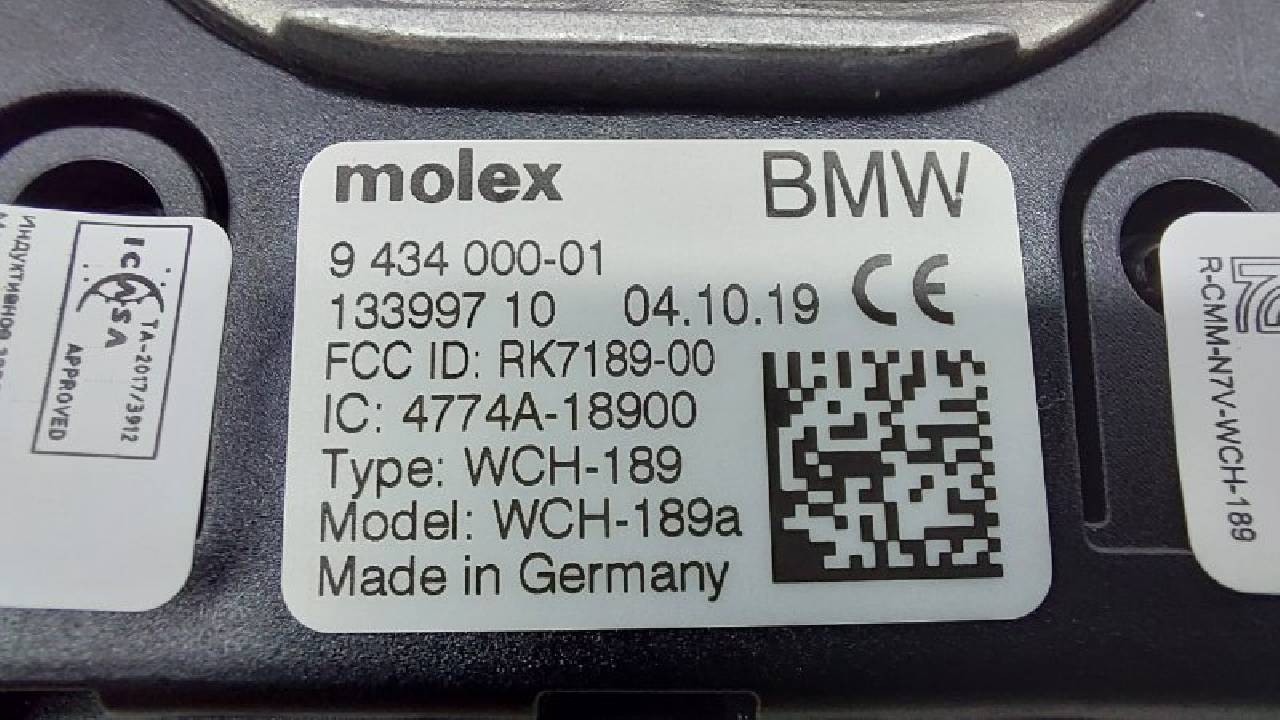 molex BMW
9 434 000-01
133997 10 04.10.19 CE
FCC ID: RK7189-00
IC: 4774A-18900
Type: WCH-189
Model: WCH-189a
Made in Germany
ICASA
TA-2017/3912
APPROVED
R-CMM-N7V-WCH-189